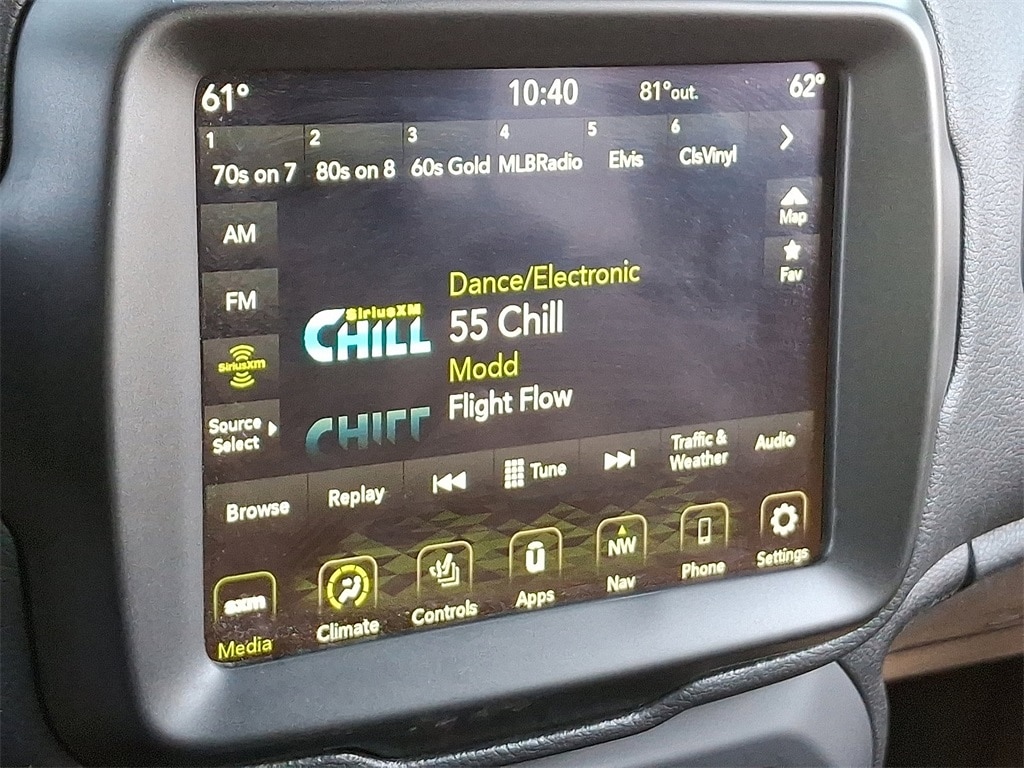 61° 10:40 81°out. 62°
1 2 3 4 5 6
70s on 7 80s on 8 60s Gold MLBRadio Elvis ClsVinyl
Map
AM
Fav
Dance/Electronic
FM
SiriusXM
CHILL
55 Chill
SiriusXM
Modd
Flight Flow
Source
Select
Browse Replay Tune Traffic &
Weather
Audio
sxm
Media
Climate
Controls
ū
Apps
NW
Nav
Phone
Settings